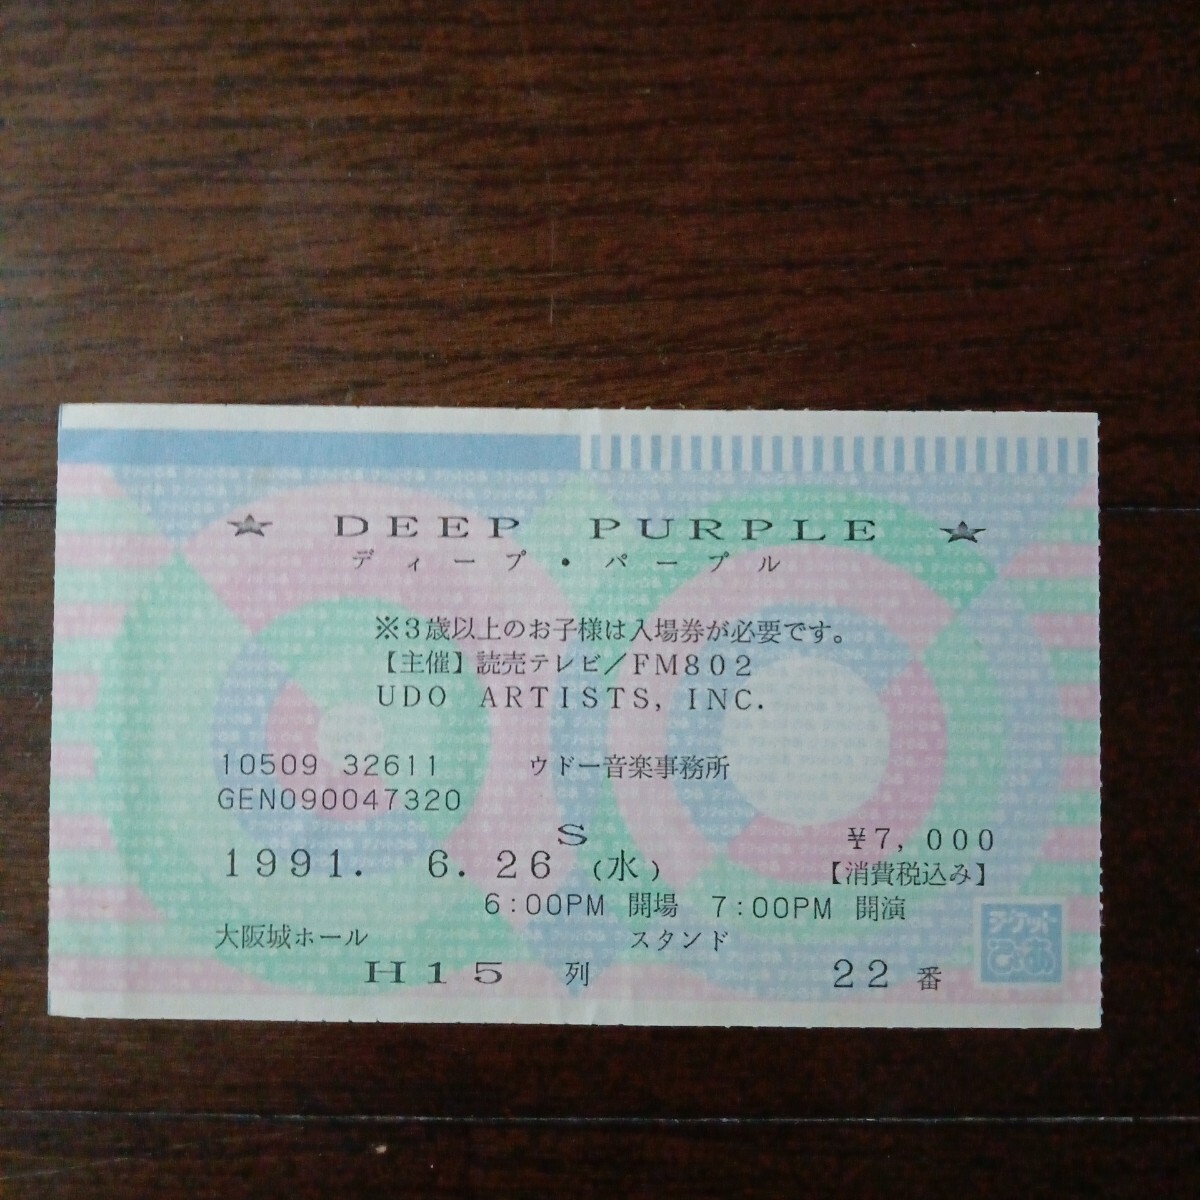 ★ DEEP PURPLE ★
ディープ・パープル
※3歳以上のお子様は入場券が必要です。
【主催】読売テレビ/FM802
UDO ARTISTS, INC.
10509 32611 ウドー音楽事務所
GEN090047320
S
¥7,000
1991. 6.26 (水)
【消費税込み】
6:00PM 開場 7:00PM 開演
大阪城ホール スタンド
H15 列 22 番
チケット
ぴあ